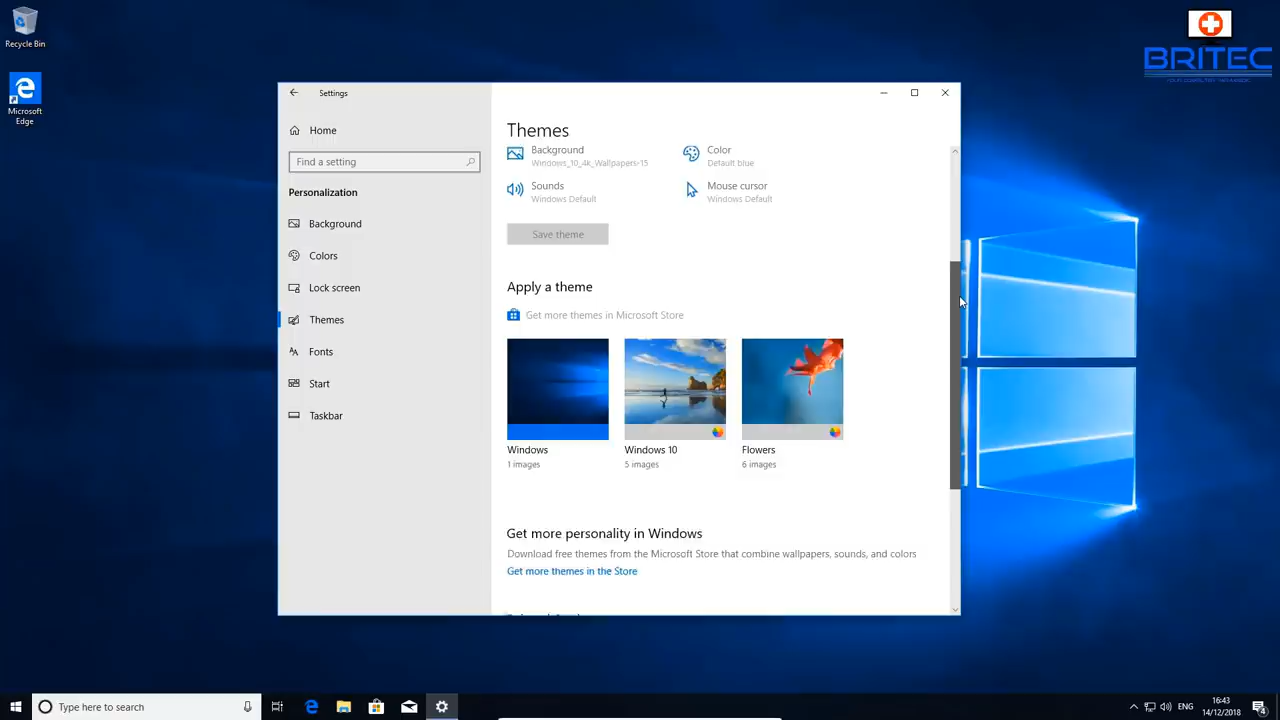 Recycle Bin
Microsoft
Edge
BRITEC
Settings
Home
Find a setting
Personalization
Background
Colors
Lock screen
Themes
Fonts
Start
Taskbar
Themes
Background
Windows_10_4k_Wallpapers-15
Color
Default blue
Sounds
Windows Default
Mouse cursor
Windows Default
Save theme
Apply a theme
Get more themes in Microsoft Store
Windows
1 images
Windows 10
5 images
Flowers
6 images
Get more personality in Windows
Download free themes from the Microsoft Store that combine wallpapers, sounds, and colors
Get more themes in the Store
Type here to search
ENG
16:43
14/12/2018
4